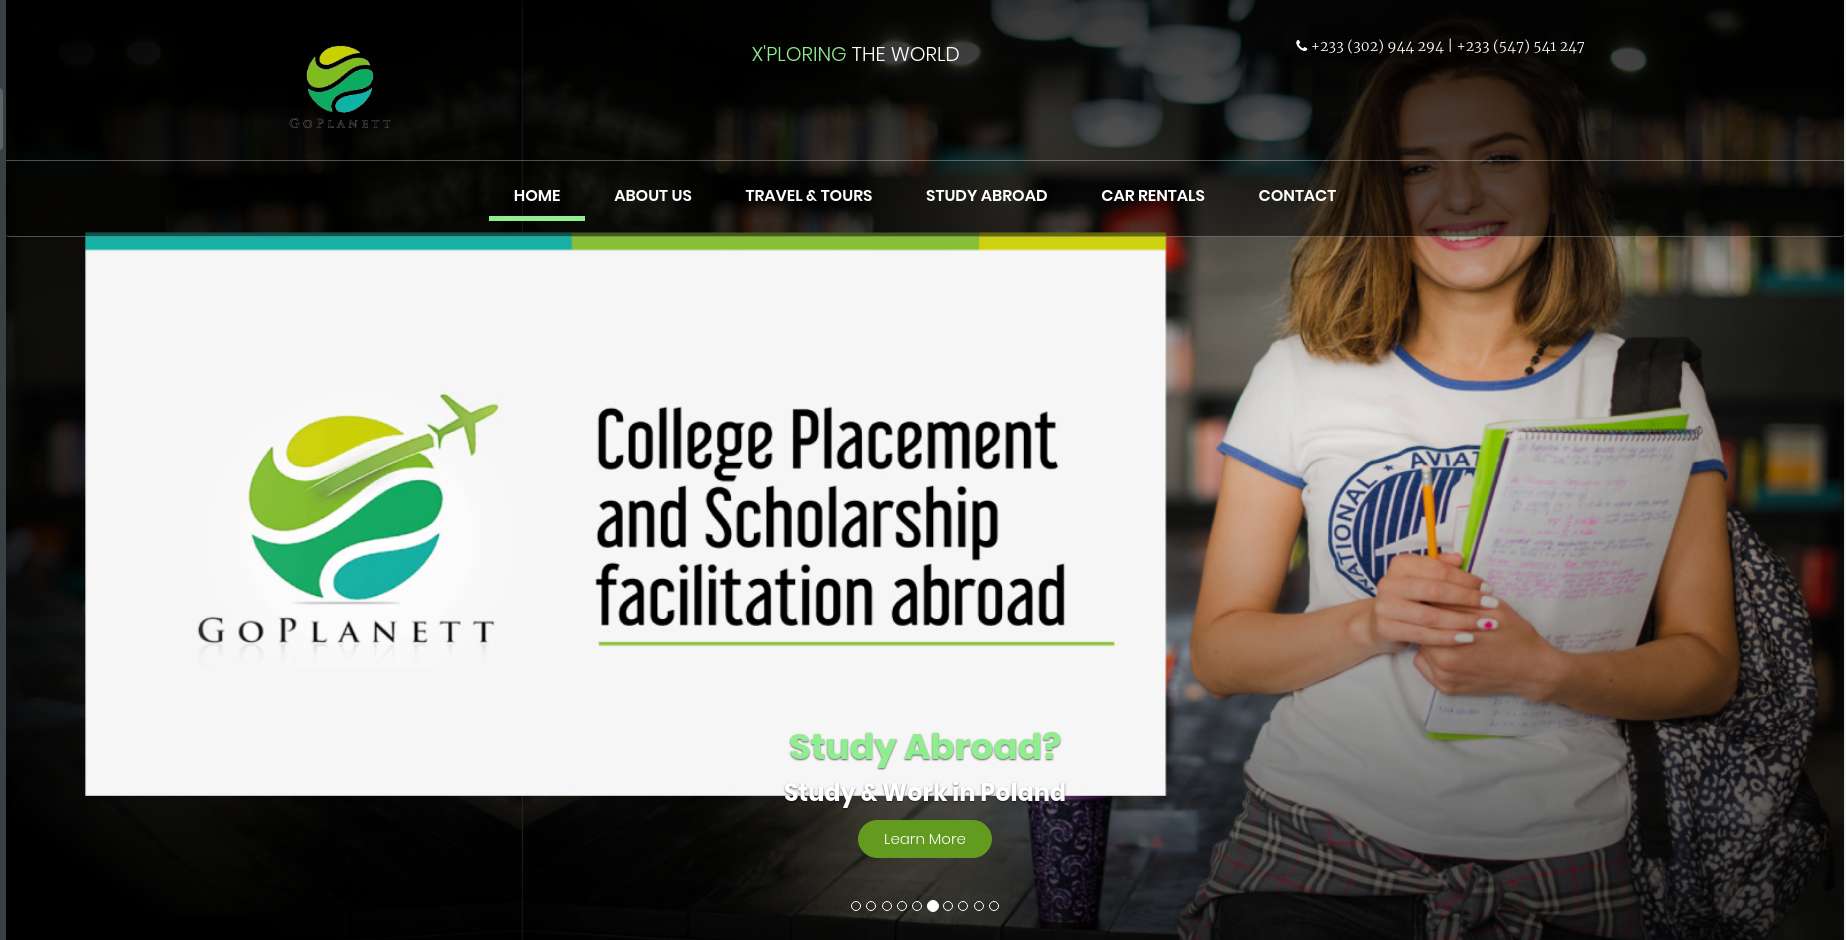 GOPLANETT
X'PLORING THE WORLD
+233 (302) 944 294 | +233 (547) 541 247
HOME ABOUT US TRAVEL & TOURS STUDY ABROAD CAR RENTALS CONTACT
GOPLANETT
College Placement
and Scholarship
facilitation abroad
NATIONAL AVIAT
Study Abroad?
Study & Work in Poland
Learn More